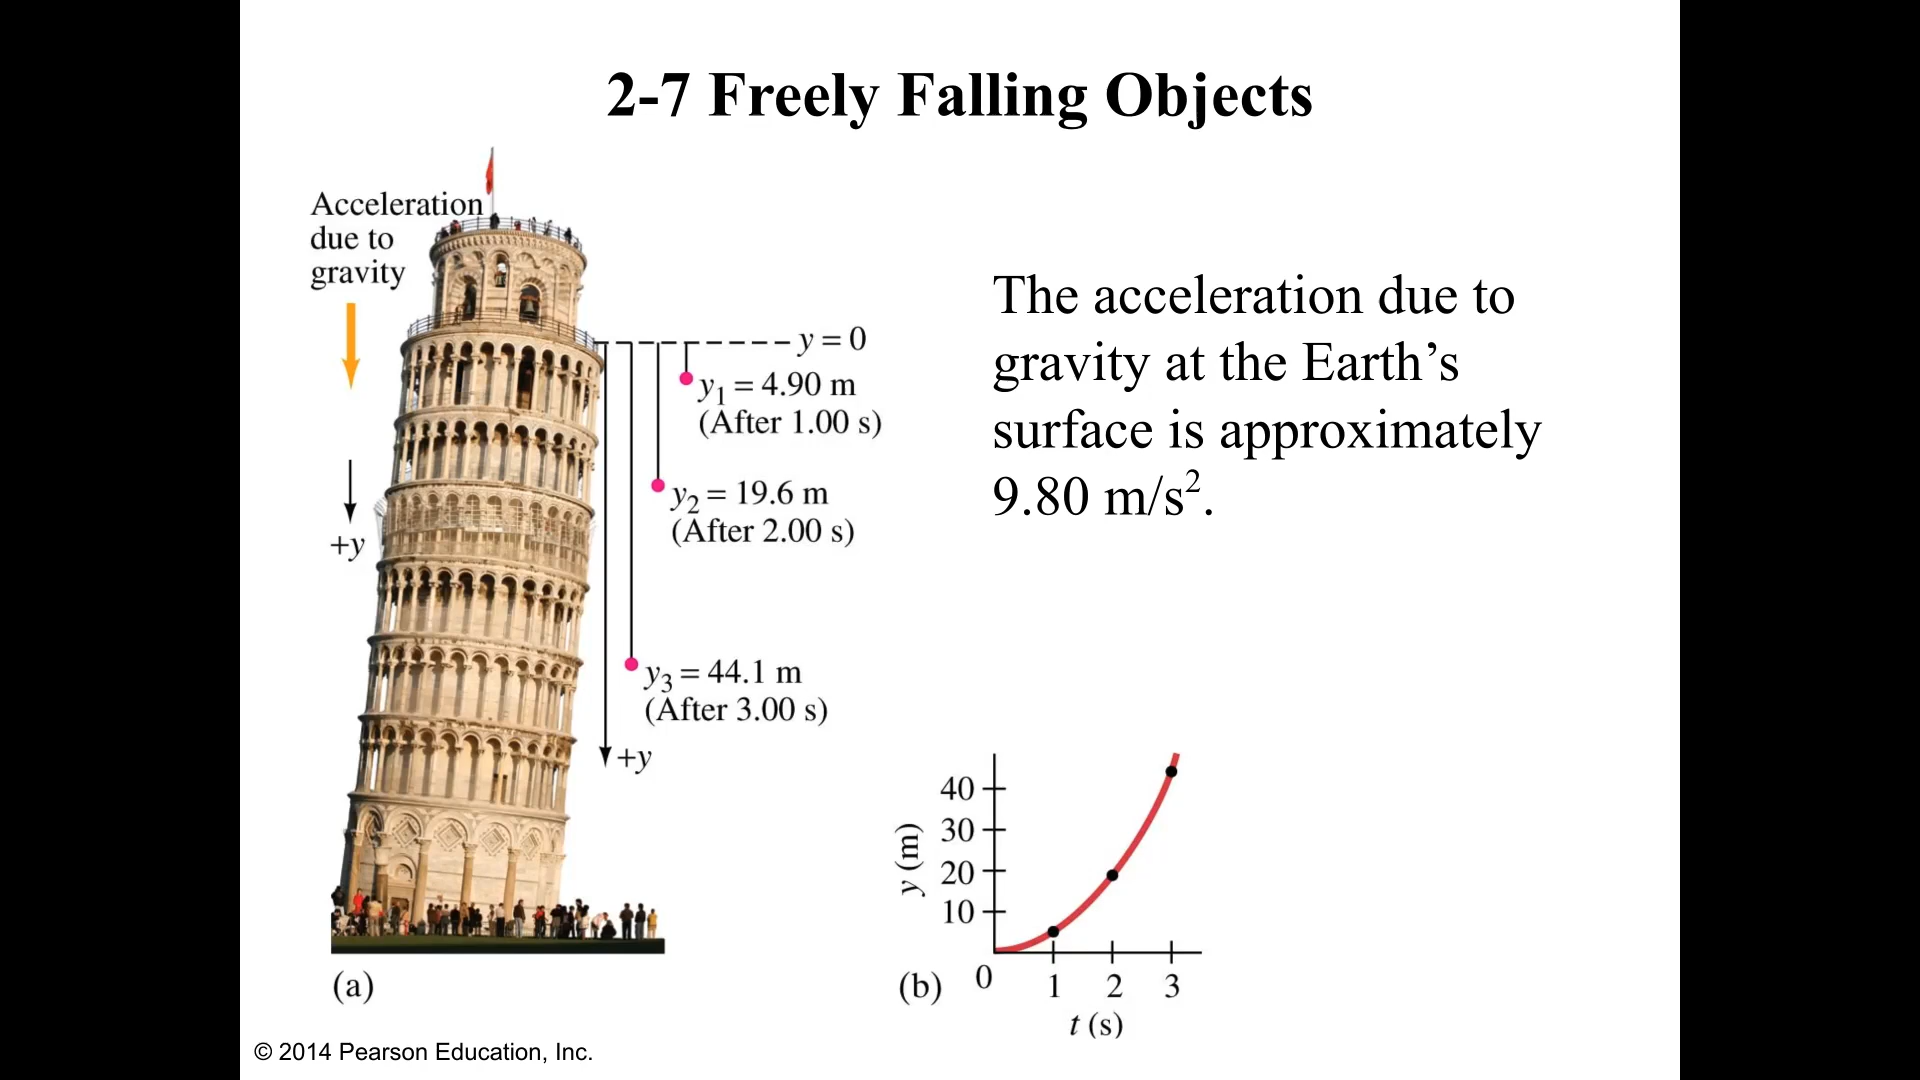 2-7 Freely Falling Objects
Acceleration
due to
gravity
+y
y = 0
y₁ = 4.90 m
(After 1.00 s)
y₂ = 19.6 m
(After 2.00 s)
y₃ = 44.1 m
(After 3.00 s)
+y
(a)
The acceleration due to
gravity at the Earth’s
surface is approximately
9.80 m/s².
y (m)
40
30
20
10
0
1 2 3
t (s)
(b)
© 2014 Pearson Education, Inc.